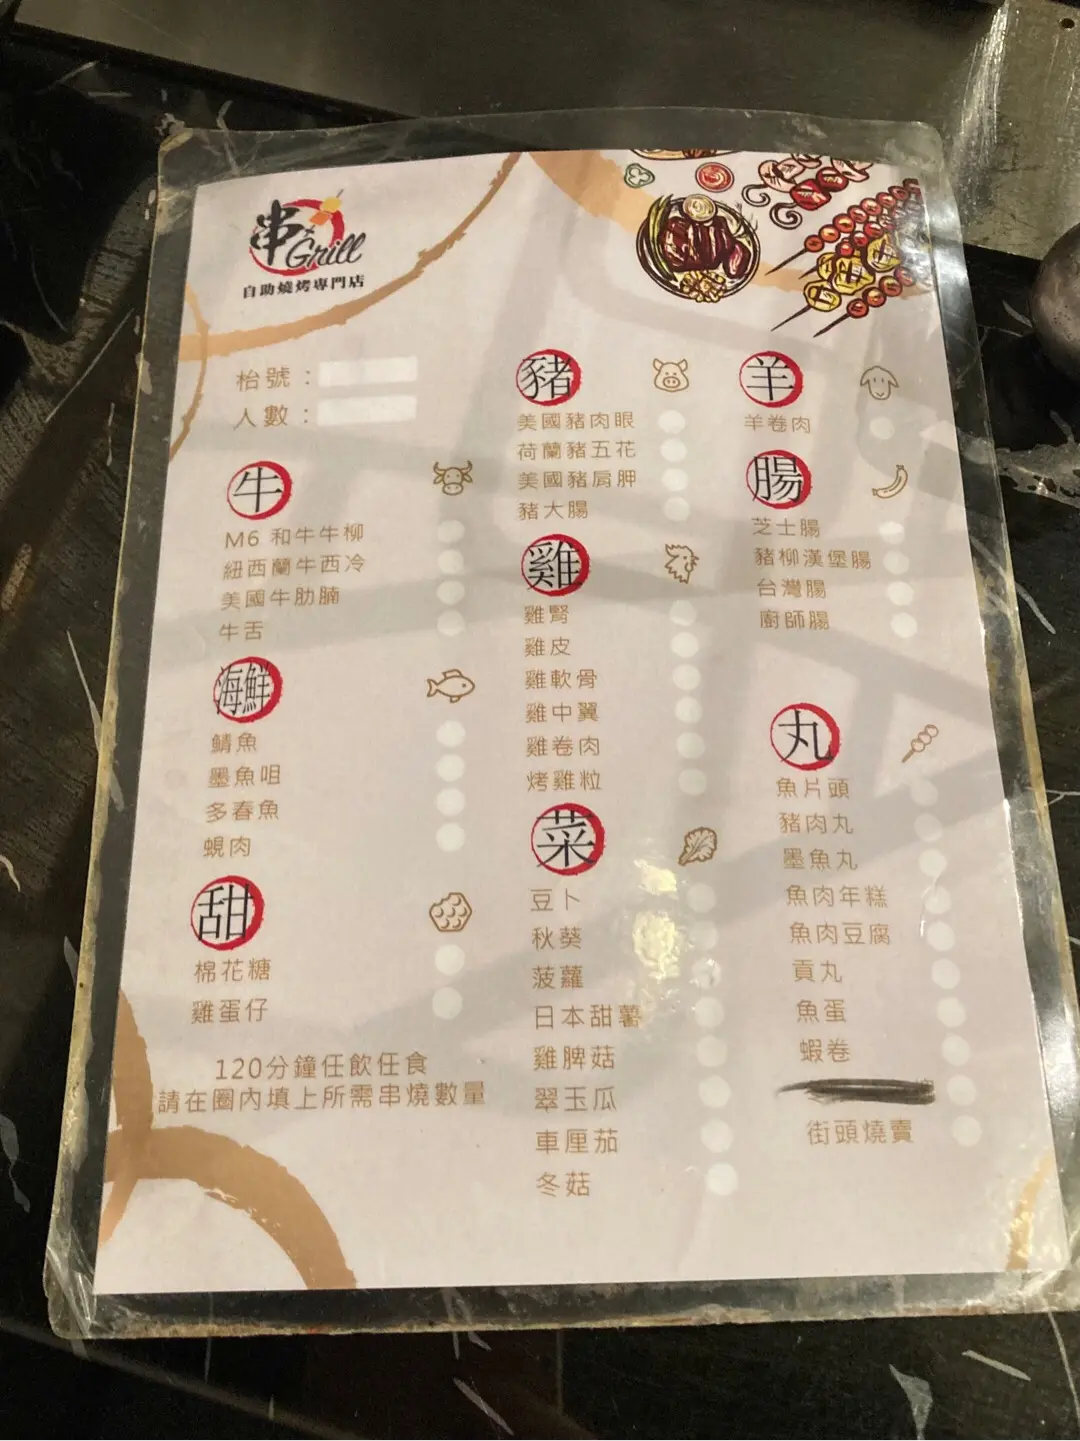 串
Grill
自助燒烤專門店
枱號：
人數：
牛
M6 和牛牛柳
紐西蘭牛西冷
美國牛肋腩
牛舌
海鮮
鯖魚
墨魚咀
多春魚
蜆肉
甜
棉花糖
雞蛋仔
120分鐘任飲任食
請在圈內填上所需串燒數量
豬
美國豬肉眼
荷蘭豬五花
美國豬肩胛
豬大腸
雞
雞腎
雞皮
雞軟骨
雞中翼
雞卷肉
烤雞粒
菜
豆卜
秋葵
菠蘿
日本甜薯
雞脾菇
翠玉瓜
車厘茄
冬菇
羊
羊卷肉
腸
芝士腸
豬柳漢堡腸
台灣腸
廚師腸
丸
魚片頭
豬肉丸
墨魚丸
魚肉年糕
魚肉豆腐
貢丸
魚蛋
蝦卷
街頭燒賣